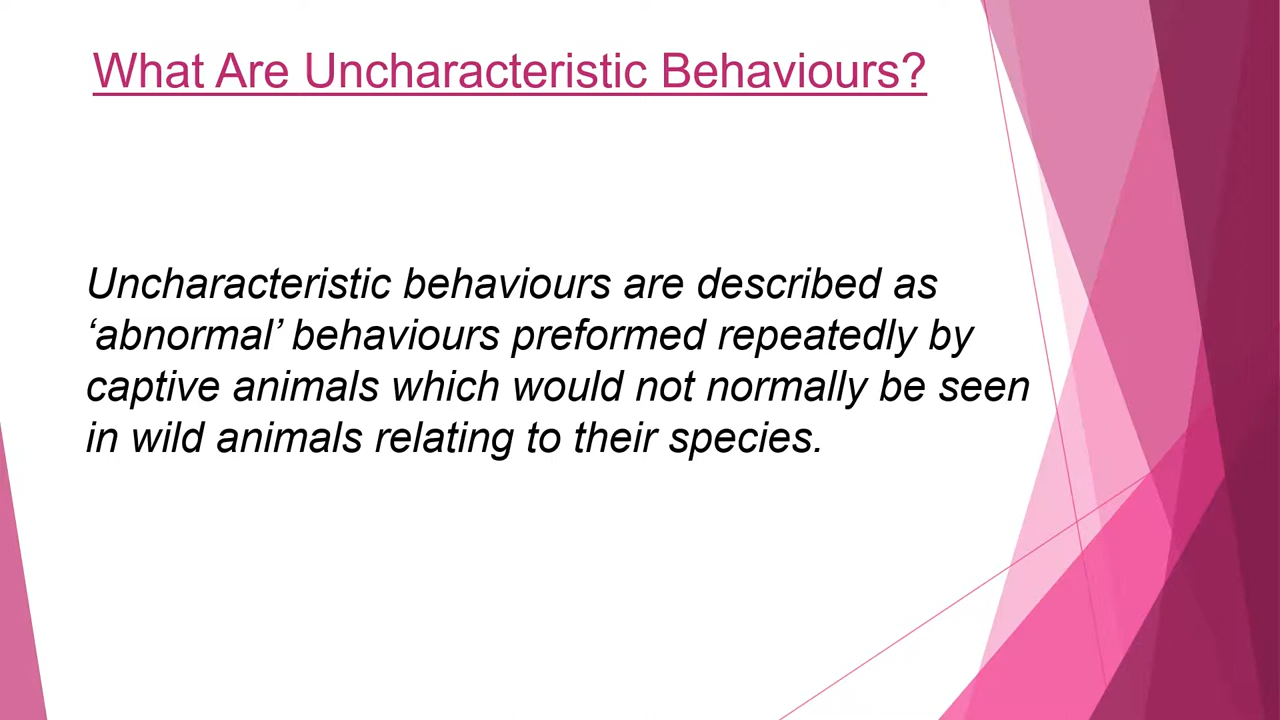 What Are Uncharacteristic Behaviours?
Uncharacteristic behaviours are described as
‘abnormal’ behaviours preformed repeatedly by
captive animals which would not normally be seen
in wild animals relating to their species.